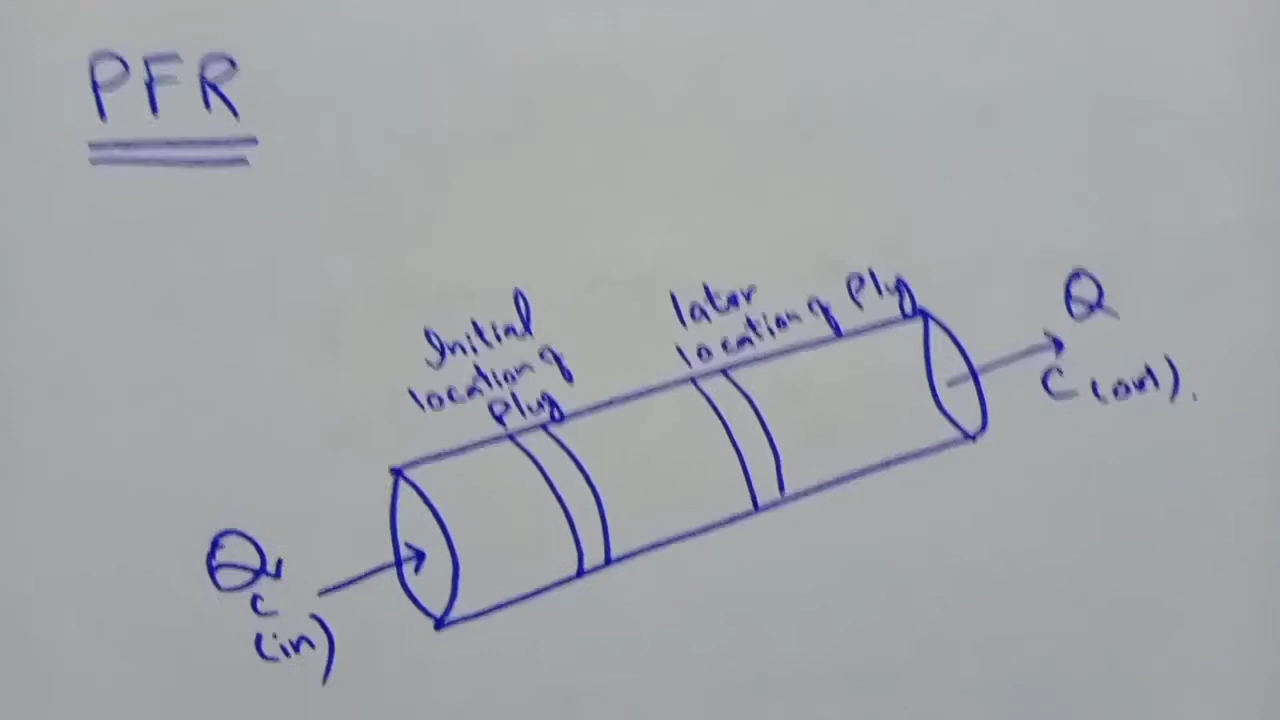 PFR
Initial
location of
plug
later
location of plug
Q
C (out).
Q
C
(in)